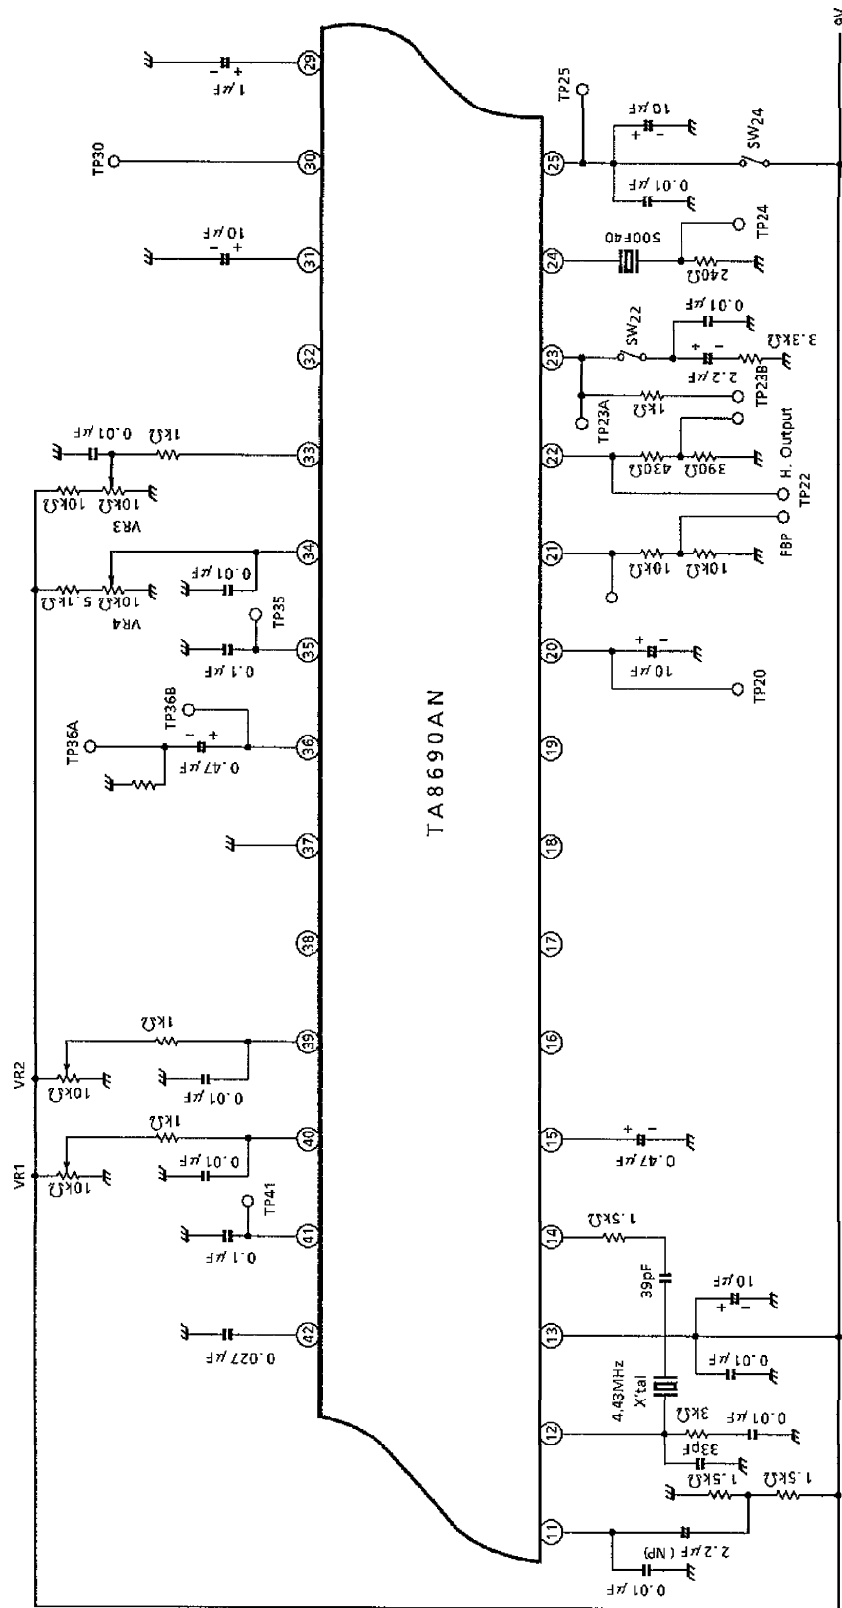 9V
29
1μF
- +
TP30
30
10μF
- +
31
32
0.01μF
1kΩ
33
10kΩ
10kΩ
VR3
0.01μF
34
5.1kΩ
10kΩ
VR4
TP35
0.1μF
35
TP36A
TP36B
- +
0.47μF
36
37
38
VR2
10kΩ
1kΩ
0.01μF
39
VR1
10kΩ
1kΩ
0.01μF
40
TP41
0.1μF
41
0.027μF
42
TA8690AN
TP25
10μF
+ -
25
0.01μF
SW24
24
500F40
TP24
240Ω
23
SW22
0.01μF
+ -
2.2μF
3.3kΩ
1kΩ
TP23A
TP23B
22
430Ω
390Ω
H. Output
TP22
21
10kΩ
10kΩ
FBP
20
+ -
10μF
TP20
19
18
17
16
15
+ -
0.47μF
14
1.5kΩ
39pF
13
10μF
+ -
0.01μF
4.43MHz
X'tal
12
3kΩ
0.01μF
33pF
1.5kΩ
1.5kΩ
11
2.2μF (NP)
0.01μF